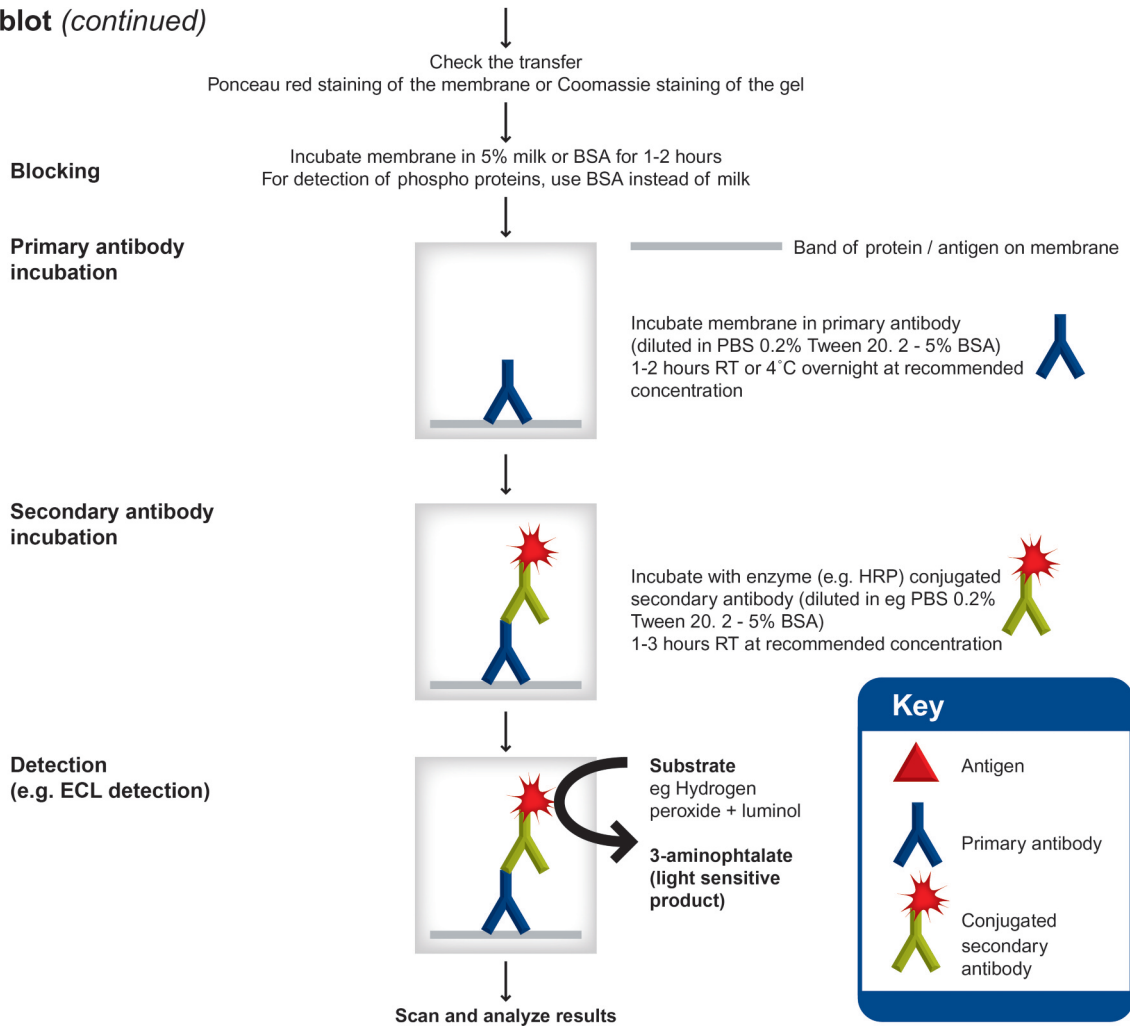 blot (continued)
Check the transfer
Ponceau red staining of the membrane or Coomassie staining of the gel
Blocking
Incubate membrane in 5% milk or BSA for 1-2 hours
For detection of phospho proteins, use BSA instead of milk
Primary antibody
incubation
Band of protein / antigen on membrane
Incubate membrane in primary antibody
(diluted in PBS 0.2% Tween 20. 2 - 5% BSA)
1-2 hours RT or 4˚C overnight at recommended
concentration
Secondary antibody
incubation
Incubate with enzyme (e.g. HRP) conjugated
secondary antibody (diluted in eg PBS 0.2%
Tween 20. 2 - 5% BSA)
1-3 hours RT at recommended concentration
Detection
(e.g. ECL detection)
Substrate
eg Hydrogen
peroxide + luminol
3-aminophtalate
(light sensitive
product)
Key
Antigen
Primary antibody
Conjugated
secondary
antibody
Scan and analyze results